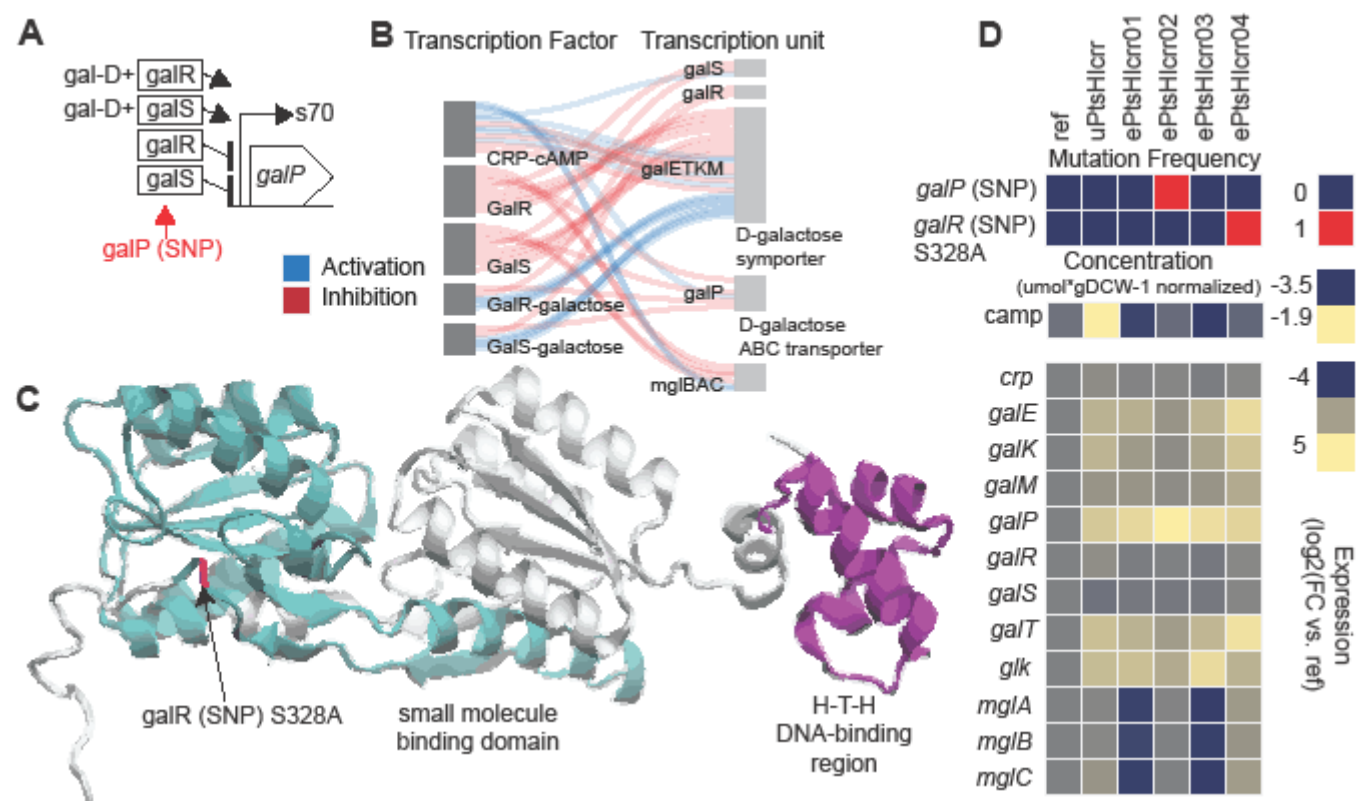 A
gal-D+ galR
gal-D+ galS
galR
galS
s70
galP
galP (SNP)
Activation
Inhibition
B
Transcription Factor
Transcription unit
CRP-cAMP
GalR
GalS
GalR-galactose
GalS-galactose
galS
galR
galETKM
D-galactose
symporter
galP
D-galactose
ABC transporter
mglBAC
C
galR (SNP) S328A
small molecule
binding domain
H-T-H
DNA-binding
region
D
ref
uPtsHIcrr
ePtsHIcrr01
ePtsHIcrr02
ePtsHIcrr03
ePtsHIcrr04
Mutation Frequency
galP (SNP)
galR (SNP)
S328A
0
1
Concentration
(umol*gDCW-1 normalized)
-3.5
-1.9
camp
crp
galE
galK
galM
galP
galR
galS
galT
glk
mglA
mglB
mglC
-4
5
Expression
(log2(FC vs. ref)